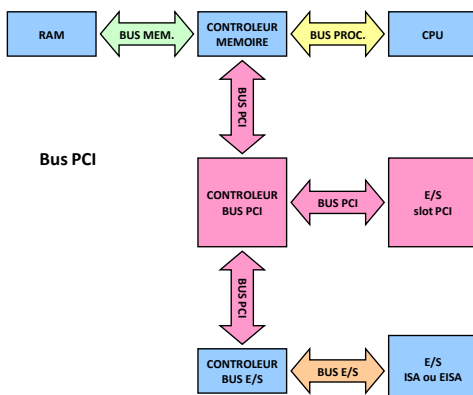 RAM
BUS MEM.
CONTROLEUR
MEMOIRE
BUS PROC.
CPU
BUS PCI
Bus PCI
CONTROLEUR
BUS PCI
BUS PCI
E/S
slot PCI
BUS PCI
CONTROLEUR
BUS E/S
BUS E/S
E/S
ISA ou EISA